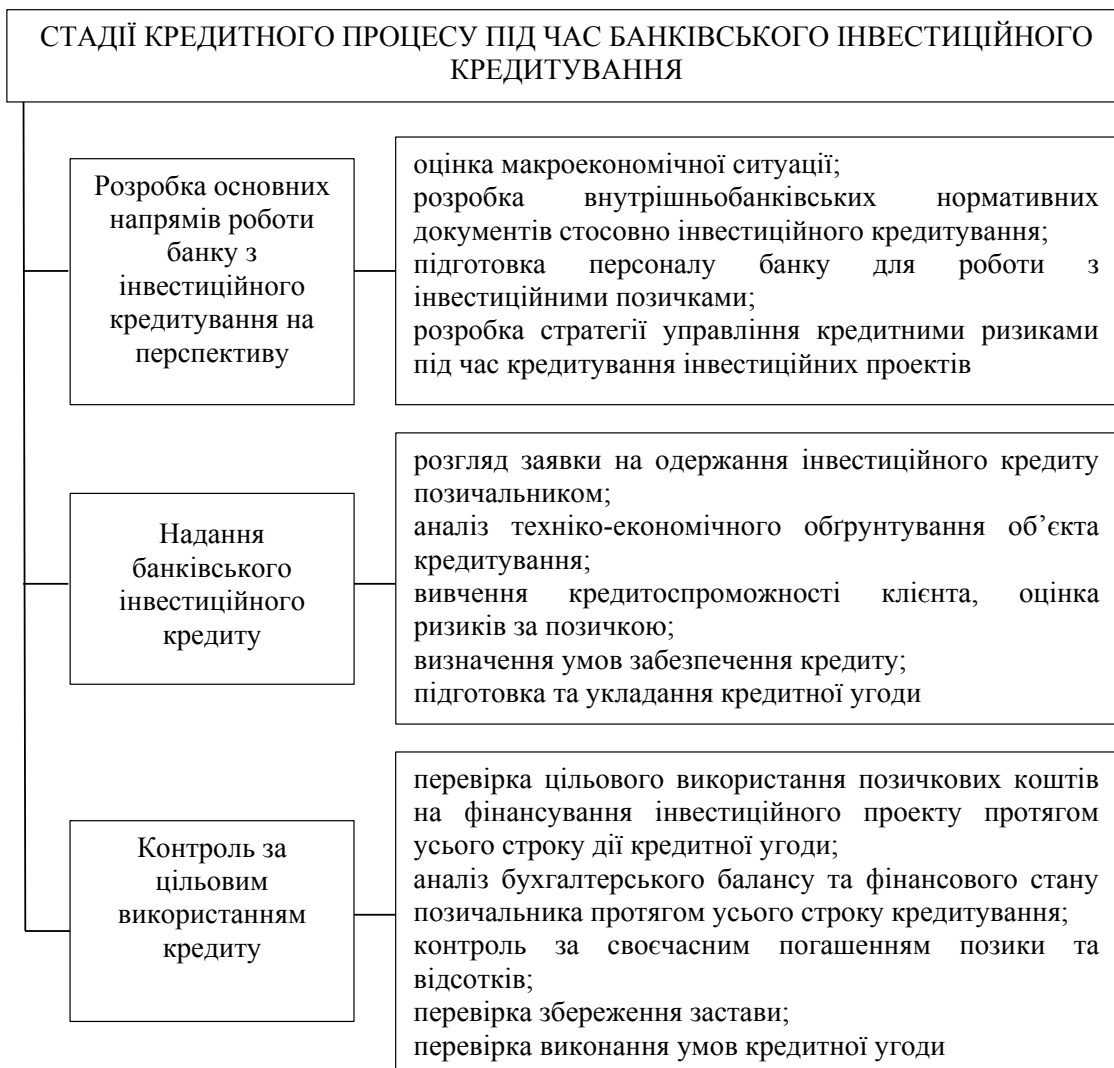 СТАДІЇ КРЕДИТНОГО ПРОЦЕСУ ПІД ЧАС БАНКІВСЬКОГО ІНВЕСТИЦІЙНОГО
КРЕДИТУВАННЯ
Розробка основних
напрямів роботи
банку з
інвестиційного
кредитування на
перспективу
оцінка макроекономічної ситуації;
розробка внутрішньобанківських нормативних
документів стосовно інвестиційного кредитування;
підготовка персоналу банку для роботи з
інвестиційними позичками;
розробка стратегії управління кредитними ризиками
під час кредитування інвестиційних проектів
Надання
банківського
інвестиційного
кредиту
розгляд заявки на одержання інвестиційного кредиту
позичальником;
аналіз техніко-економічного обґрунтування об’єкта
кредитування;
вивчення кредитоспроможності клієнта, оцінка
ризиків за позичкою;
визначення умов забезпечення кредиту;
підготовка та укладання кредитної угоди
Контроль за
цільовим
використанням
кредиту
перевірка цільового використання позичкових коштів
на фінансування інвестиційного проекту протягом
усього строку дії кредитної угоди;
аналіз бухгалтерського балансу та фінансового стану
позичальника протягом усього строку кредитування;
контроль за своєчасним погашенням позики та
відсотків;
перевірка збереження застави;
перевірка виконання умов кредитної угоди